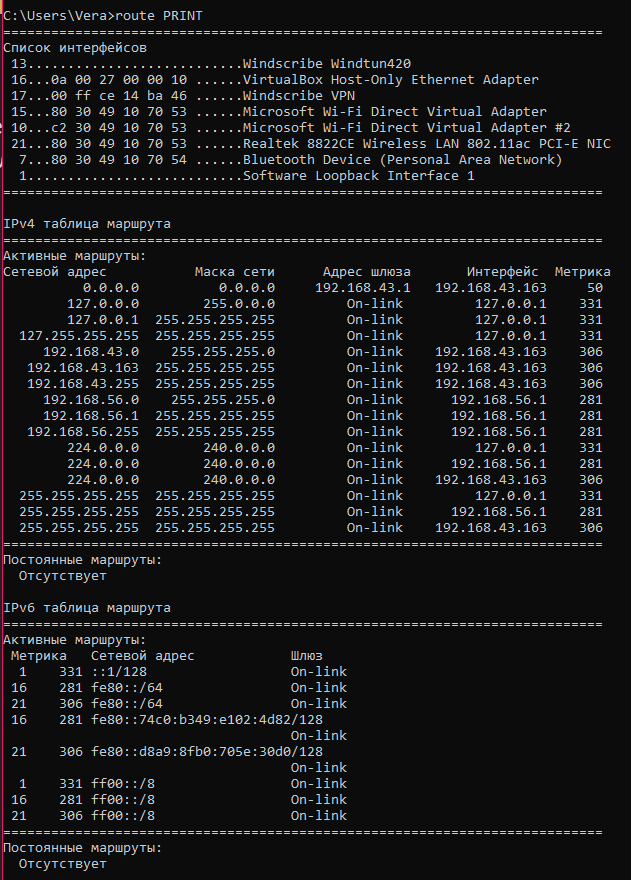 C:\Users\Vera>route PRINT
===========================================================================
Список интерфейсов
 13...........................Windscribe Windtun420
 16...0a 00 27 00 00 10 ......VirtualBox Host-Only Ethernet Adapter
 17...00 ff ce 14 ba 46 ......Windscribe VPN
 15...80 30 49 10 70 53 ......Microsoft Wi-Fi Direct Virtual Adapter
 10...c2 30 49 10 70 53 ......Microsoft Wi-Fi Direct Virtual Adapter #2
 21...80 30 49 10 70 53 ......Realtek 8822CE Wireless LAN 802.11ac PCI-E NIC
  7...80 30 49 10 70 54 ......Bluetooth Device (Personal Area Network)
  1...........................Software Loopback Interface 1
===========================================================================

IPv4 таблица маршрута
===========================================================================
Активные маршруты:
Сетевой адрес           Маска сети      Адрес шлюза       Интерфейс  Метрика
          0.0.0.0          0.0.0.0     192.168.43.1   192.168.43.163     50
        127.0.0.0        255.0.0.0         On-link         127.0.0.1    331
        127.0.0.1  255.255.255.255         On-link         127.0.0.1    331
  127.255.255.255  255.255.255.255         On-link         127.0.0.1    331
     192.168.43.0    255.255.255.0         On-link    192.168.43.163    306
   192.168.43.163  255.255.255.255         On-link    192.168.43.163    306
   192.168.43.255  255.255.255.255         On-link    192.168.43.163    306
     192.168.56.0    255.255.255.0         On-link      192.168.56.1    281
     192.168.56.1  255.255.255.255         On-link      192.168.56.1    281
   192.168.56.255  255.255.255.255         On-link      192.168.56.1    281
        224.0.0.0        240.0.0.0         On-link         127.0.0.1    331
        224.0.0.0        240.0.0.0         On-link      192.168.56.1    281
        224.0.0.0        240.0.0.0         On-link    192.168.43.163    306
  255.255.255.255  255.255.255.255         On-link         127.0.0.1    331
  255.255.255.255  255.255.255.255         On-link      192.168.56.1    281
  255.255.255.255  255.255.255.255         On-link    192.168.43.163    306
===========================================================================
Постоянные маршруты:
  Отсутствует

IPv6 таблица маршрута
===========================================================================
Активные маршруты:
 Метрика   Сетевой адрес            Шлюз
  1    331 ::1/128                  On-link
 16    281 fe80::/64                On-link
 21    306 fe80::/64                On-link
 16    281 fe80::74c0:b349:e102:4d82/128
                                    On-link
 21    306 fe80::d8a9:8fb0:705e:30d0/128
                                    On-link
  1    331 ff00::/8                 On-link
 16    281 ff00::/8                 On-link
 21    306 ff00::/8                 On-link
===========================================================================
Постоянные маршруты:
  Отсутствует